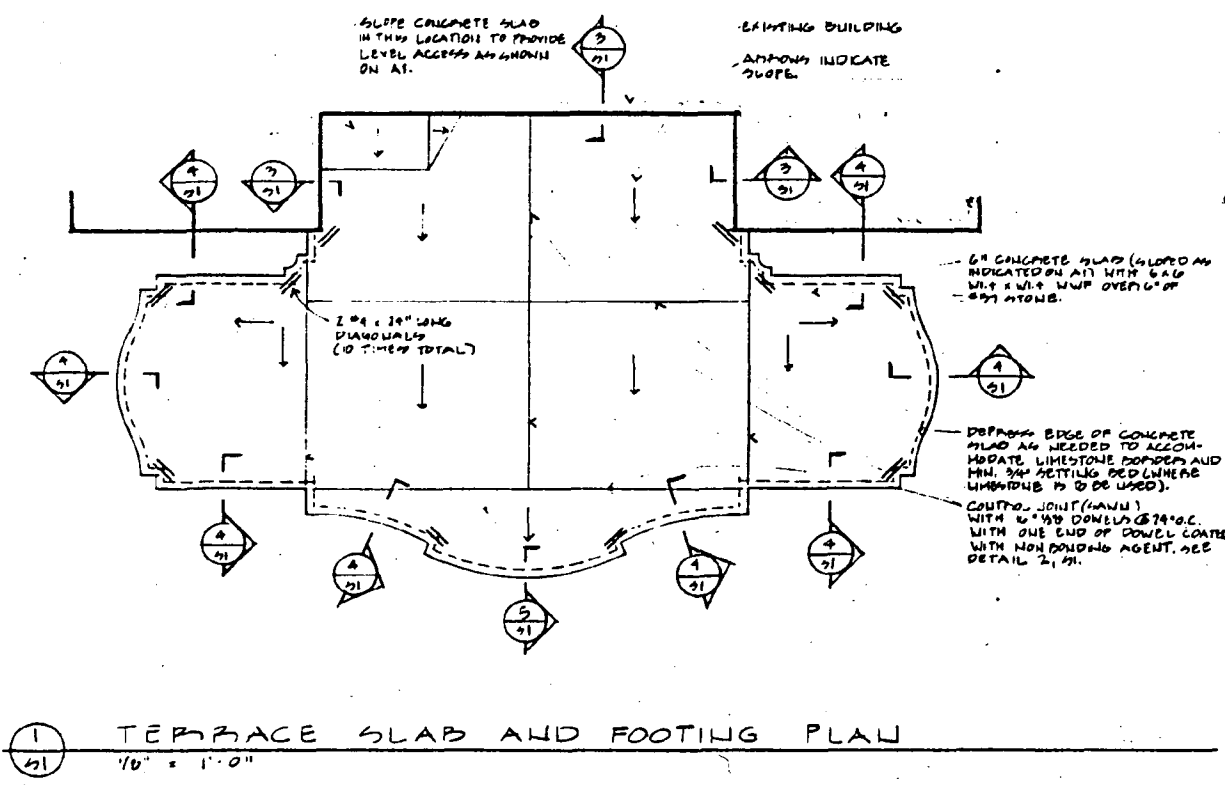 SLOPE CONCRETE SLAB
IN THIS LOCATION TO PROVIDE
LEVEL ACCESS AS SHOWN
ON A1.
EXISTING BUILDING
ARROWS INDICATE
SLOPE.
3
S1
4
S1
3
S1
3
S1
4
S1
6" CONCRETE SLAB (SLOPED AS
INDICATED ON A1) WITH 6x6
W1.4 x W1.4 WWF OVER 6" OF
#57 STONE.
2 #4 x 24" LONG
DIAGONALS
(10 TIMES TOTAL)
4
S1
4
S1
DEPRESS EDGE OF CONCRETE
SLAB AS NEEDED TO ACCOM-
MODATE LIMESTONE BORDERS AND
MIN. 3/4" SETTING BED (WHERE
LIMESTONE IS TO BE USED).
CONTROL JOINT (SAWN)
WITH DOWELS @ 24" O.C.
WITH ONE END OF DOWEL COATED
WITH NON BONDING AGENT. SEE
DETAIL 2, S1.
4
S1
4
S1
5
S1
4
S1
4
S1
1
S1
TERRACE SLAB AND FOOTING PLAN
1/8" = 1'-0"